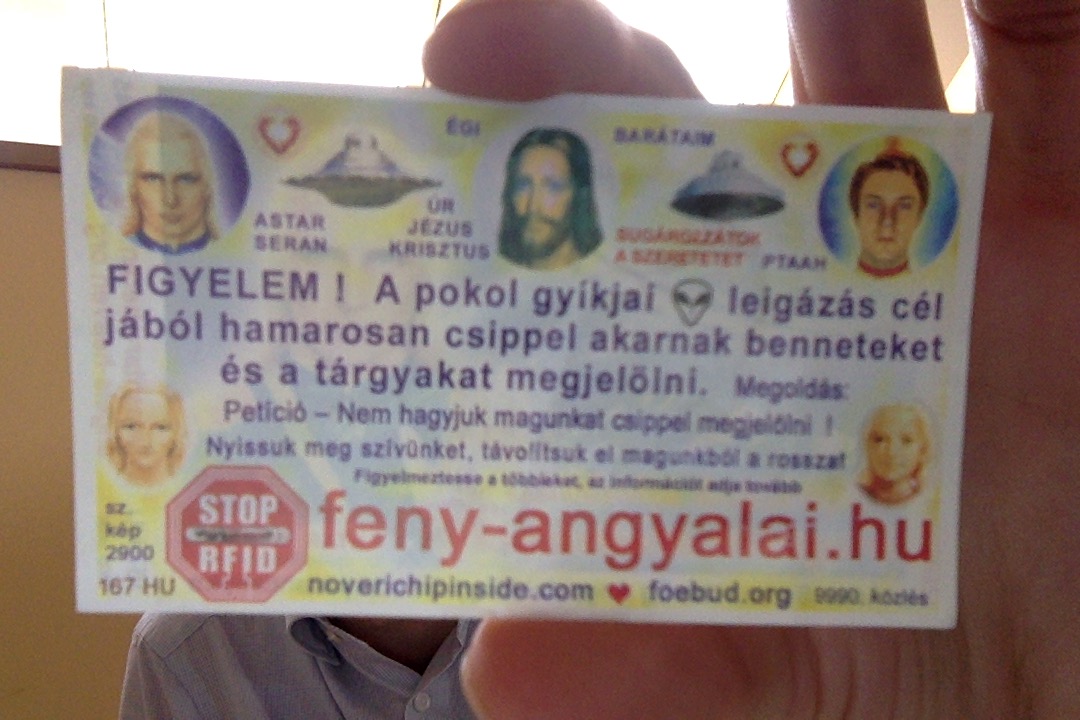 ÉGI BARÁTAIM
ASTAR SERAN
ÚR JÉZUS KRISZTUS
SUGÁROZZÁTOK A SZERETETET
PTAAH
FIGYELEM ! A pokol gyíkjai leigázás cél
jából hamarosan csippel akarnak benneteket
és a tárgyakat megjelölni. Megoldás:
Petíció – Nem hagyjuk magunkat csippel megjelölni !
Nyissuk meg szívünket, távolítsuk el magunkból a rosszat
Figyelmeztesse a többieket, az információt adja tovább
sz. kép 2900
STOP RFID
feny-angyalai.hu
167 HU
noverichipinside.com ♥ foebud.org 9990. közlés